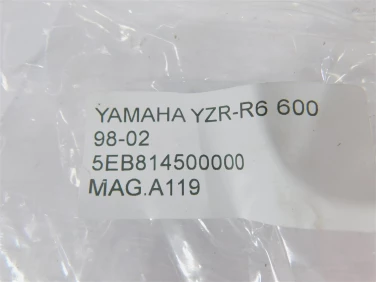 YAMAHA YZR-R6 600
98-02
5EB814500000
MAG.A119